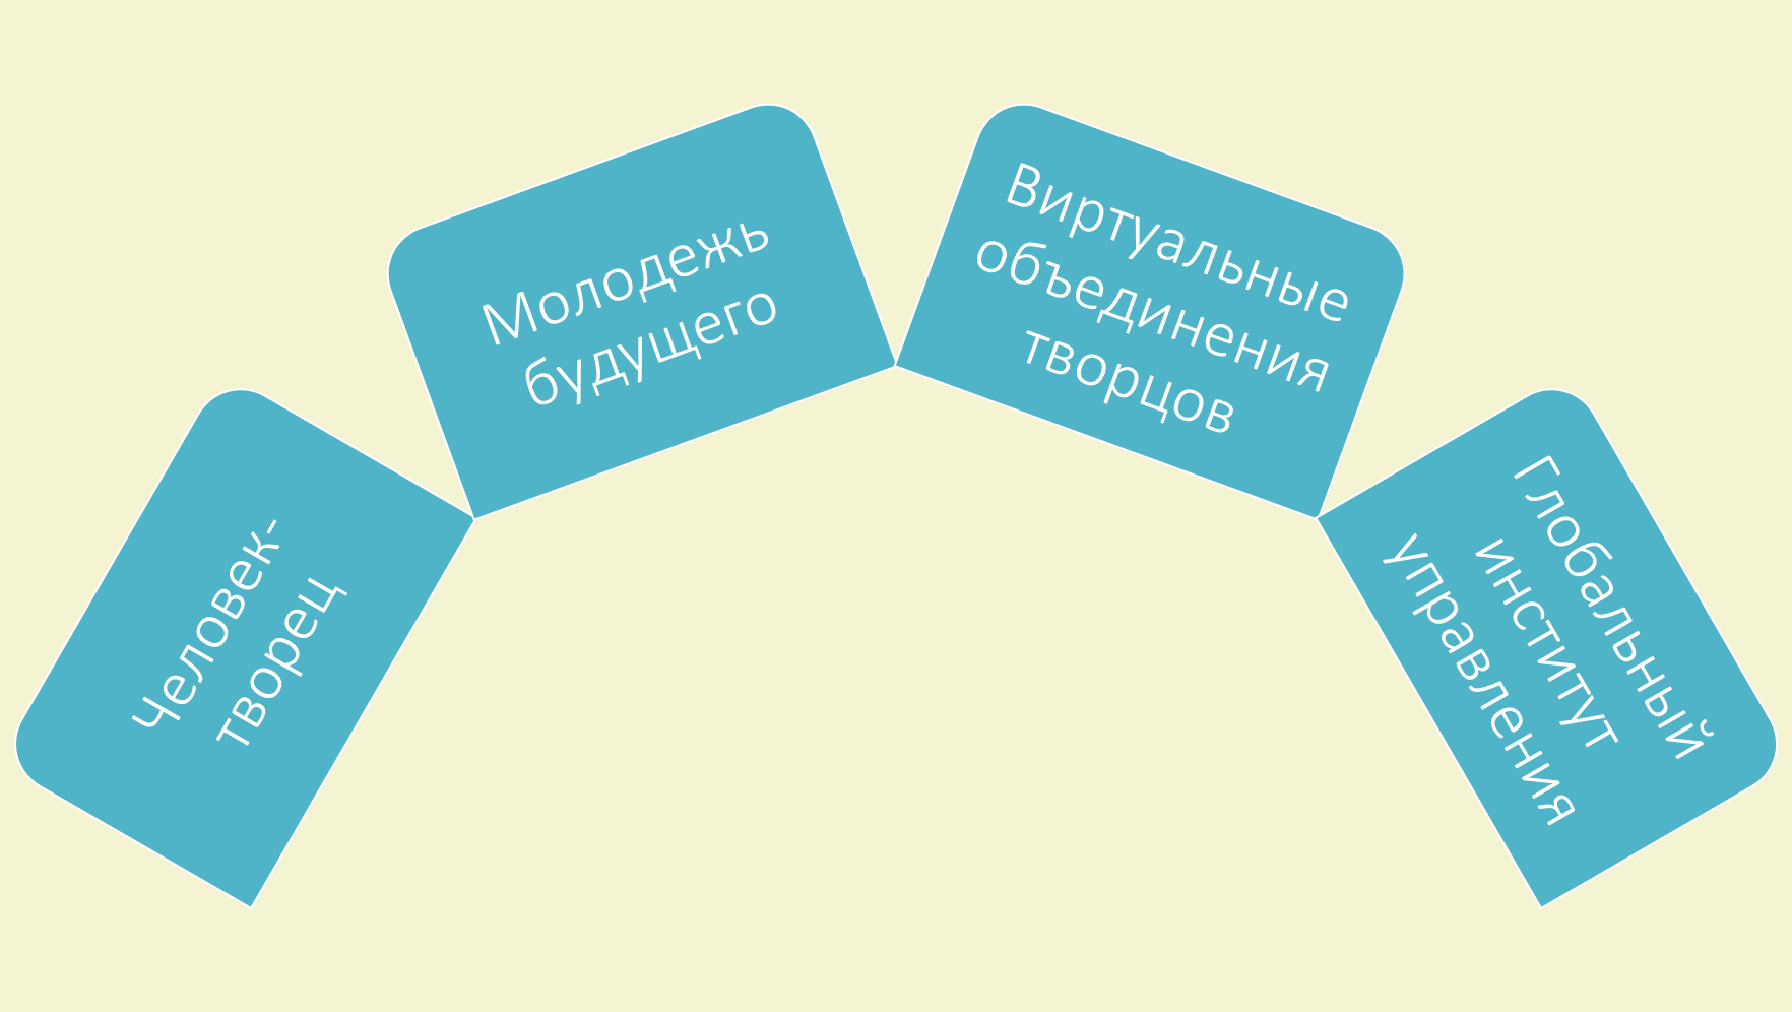 Человек-
творец
Молодежь
будущего
Виртуальные
объединения
творцов
Глобальный
институт
управления